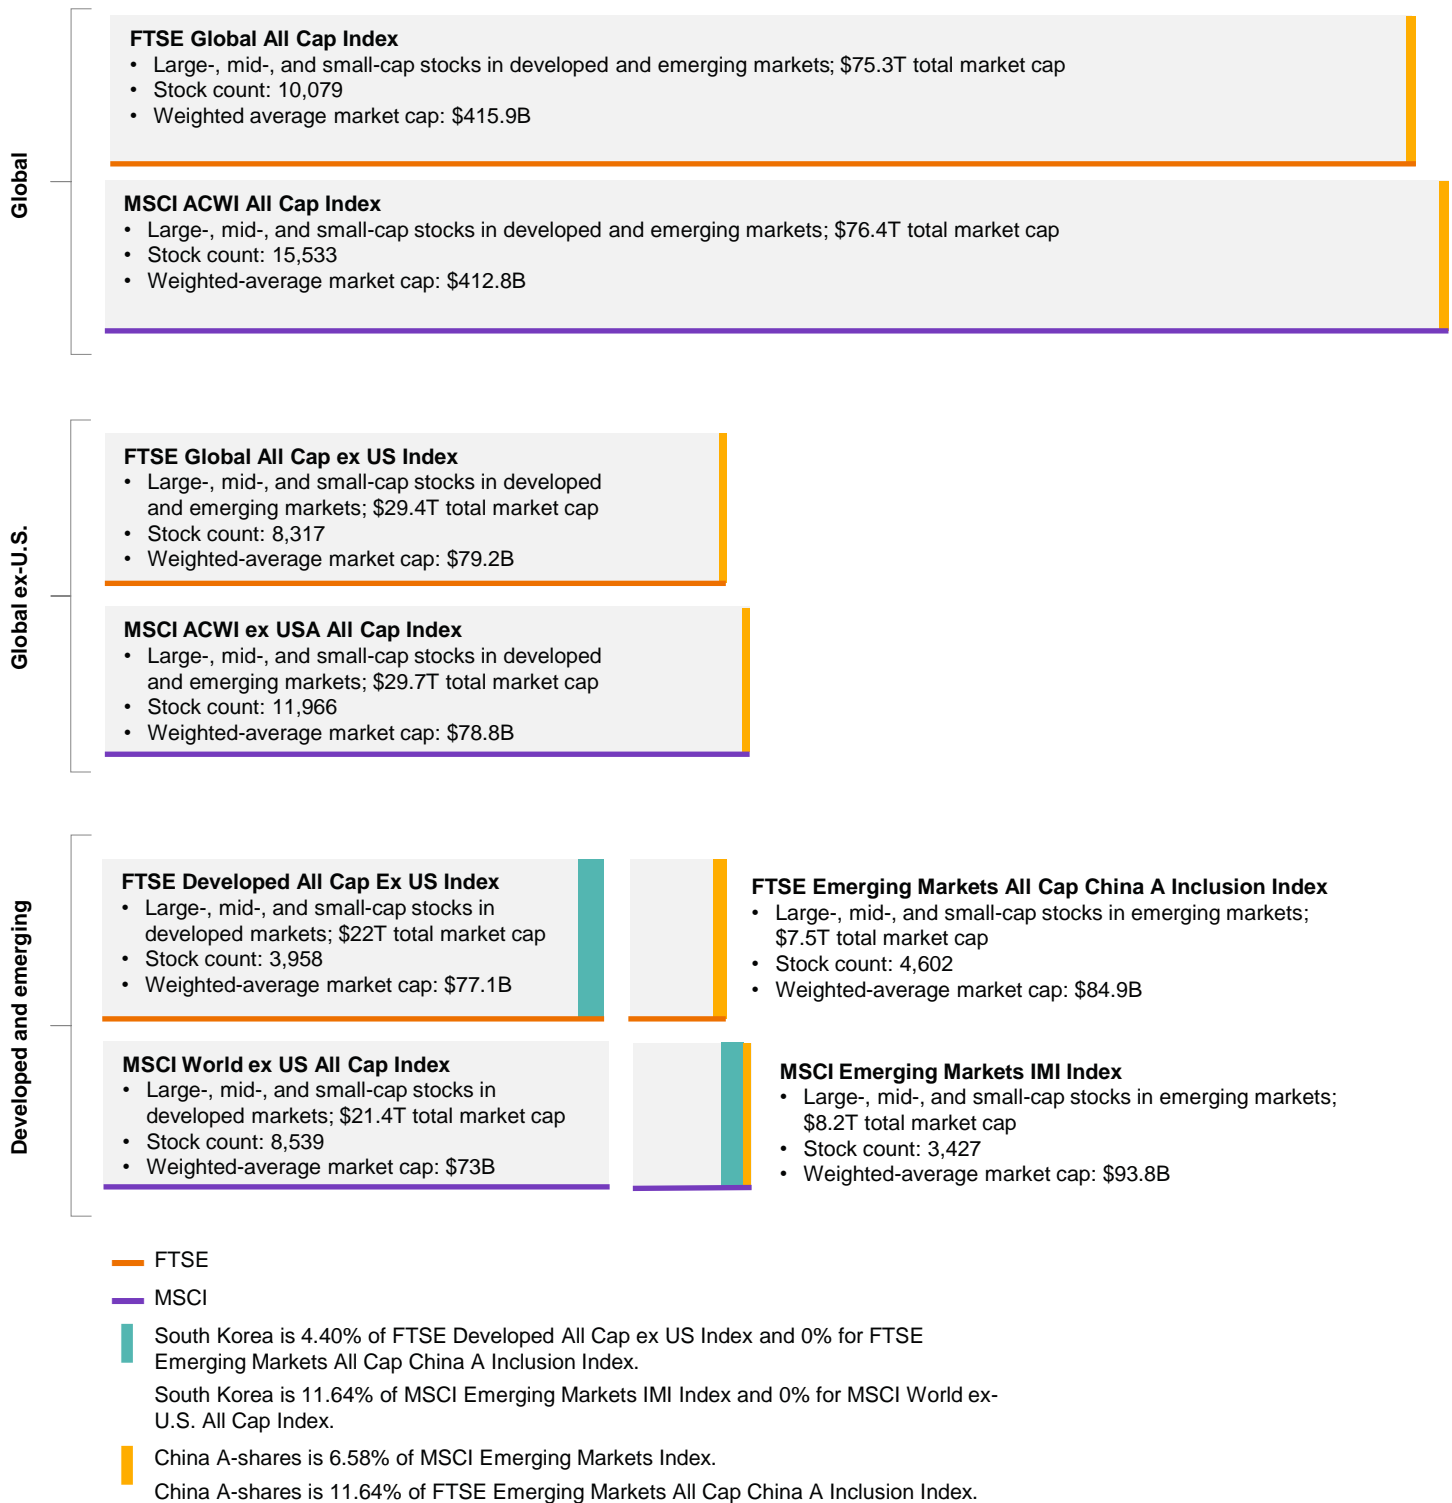 Global
FTSE Global All Cap Index
• Large-, mid-, and small-cap stocks in developed and emerging markets; $75.3T total market cap
• Stock count: 10,079
• Weighted average market cap: $415.9B
MSCI ACWI All Cap Index
• Large-, mid-, and small-cap stocks in developed and emerging markets; $76.4T total market cap
• Stock count: 15,533
• Weighted-average market cap: $412.8B
Global ex-U.S.
FTSE Global All Cap ex US Index
• Large-, mid-, and small-cap stocks in developed
and emerging markets; $29.4T total market cap
• Stock count: 8,317
• Weighted-average market cap: $79.2B
MSCI ACWI ex USA All Cap Index
• Large-, mid-, and small-cap stocks in developed
and emerging markets; $29.7T total market cap
• Stock count: 11,966
• Weighted-average market cap: $78.8B
Developed and emerging
FTSE Developed All Cap Ex US Index
• Large-, mid-, and small-cap stocks in
developed markets; $22T total market cap
• Stock count: 3,958
• Weighted-average market cap: $77.1B
FTSE Emerging Markets All Cap China A Inclusion Index
• Large-, mid-, and small-cap stocks in emerging markets;
$7.5T total market cap
• Stock count: 4,602
• Weighted-average market cap: $84.9B
MSCI World ex US All Cap Index
• Large-, mid-, and small-cap stocks in
developed markets; $21.4T total market cap
• Stock count: 8,539
• Weighted-average market cap: $73B
MSCI Emerging Markets IMI Index
• Large-, mid-, and small-cap stocks in emerging markets;
$8.2T total market cap
• Stock count: 3,427
• Weighted-average market cap: $93.8B
FTSE
MSCI
South Korea is 4.40% of FTSE Developed All Cap ex US Index and 0% for FTSE
Emerging Markets All Cap China A Inclusion Index.
South Korea is 11.64% of MSCI Emerging Markets IMI Index and 0% for MSCI World ex-
U.S. All Cap Index.
China A-shares is 6.58% of MSCI Emerging Markets Index.
China A-shares is 11.64% of FTSE Emerging Markets All Cap China A Inclusion Index.